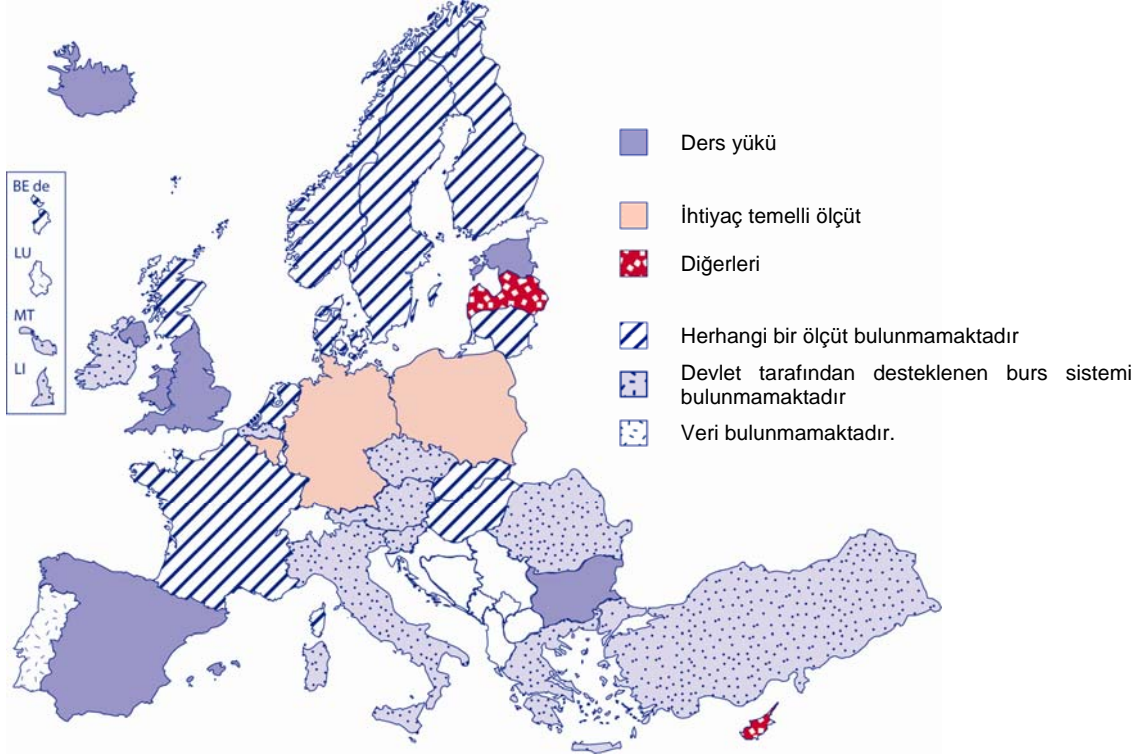 BE de
LU
MT
LI
Ders yükü
İhtiyaç temelli ölçüt
Diğerleri
Herhangi bir ölçüt bulunmamaktadır
Devlet tarafından desteklenen burs sistemi
bulunmamaktadır
Veri bulunmamaktadır.